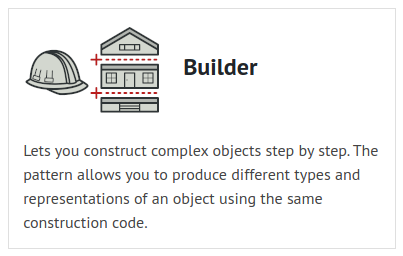 Builder
Lets you construct complex objects step by step. The
pattern allows you to produce different types and
representations of an object using the same
construction code.